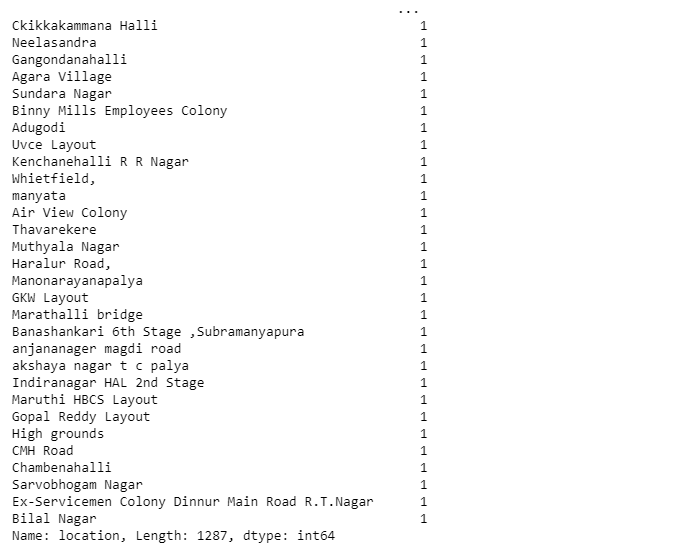 ...
Ckikkakammana Halli 1
Neelasandra 1
Gangondanahalli 1
Agara Village 1
Sundara Nagar 1
Binny Mills Employees Colony 1
Adugodi 1
Uvce Layout 1
Kenchanehalli R R Nagar 1
Whietfield, 1
manyata 1
Air View Colony 1
Thavarekere 1
Muthyala Nagar 1
Haralur Road, 1
Manonarayanapalya 1
GKW Layout 1
Marathalli bridge 1
Banashankari 6th Stage ,Subramanyapura 1
anjananager magdi road 1
akshaya nagar t c palya 1
Indiranagar HAL 2nd Stage 1
Maruthi HBCS Layout 1
Gopal Reddy Layout 1
High grounds 1
CMH Road 1
Chambenahalli 1
Sarvobhogam Nagar 1
Ex-Servicemen Colony Dinnur Main Road R.T.Nagar 1
Bilal Nagar 1
Name: location, Length: 1287, dtype: int64